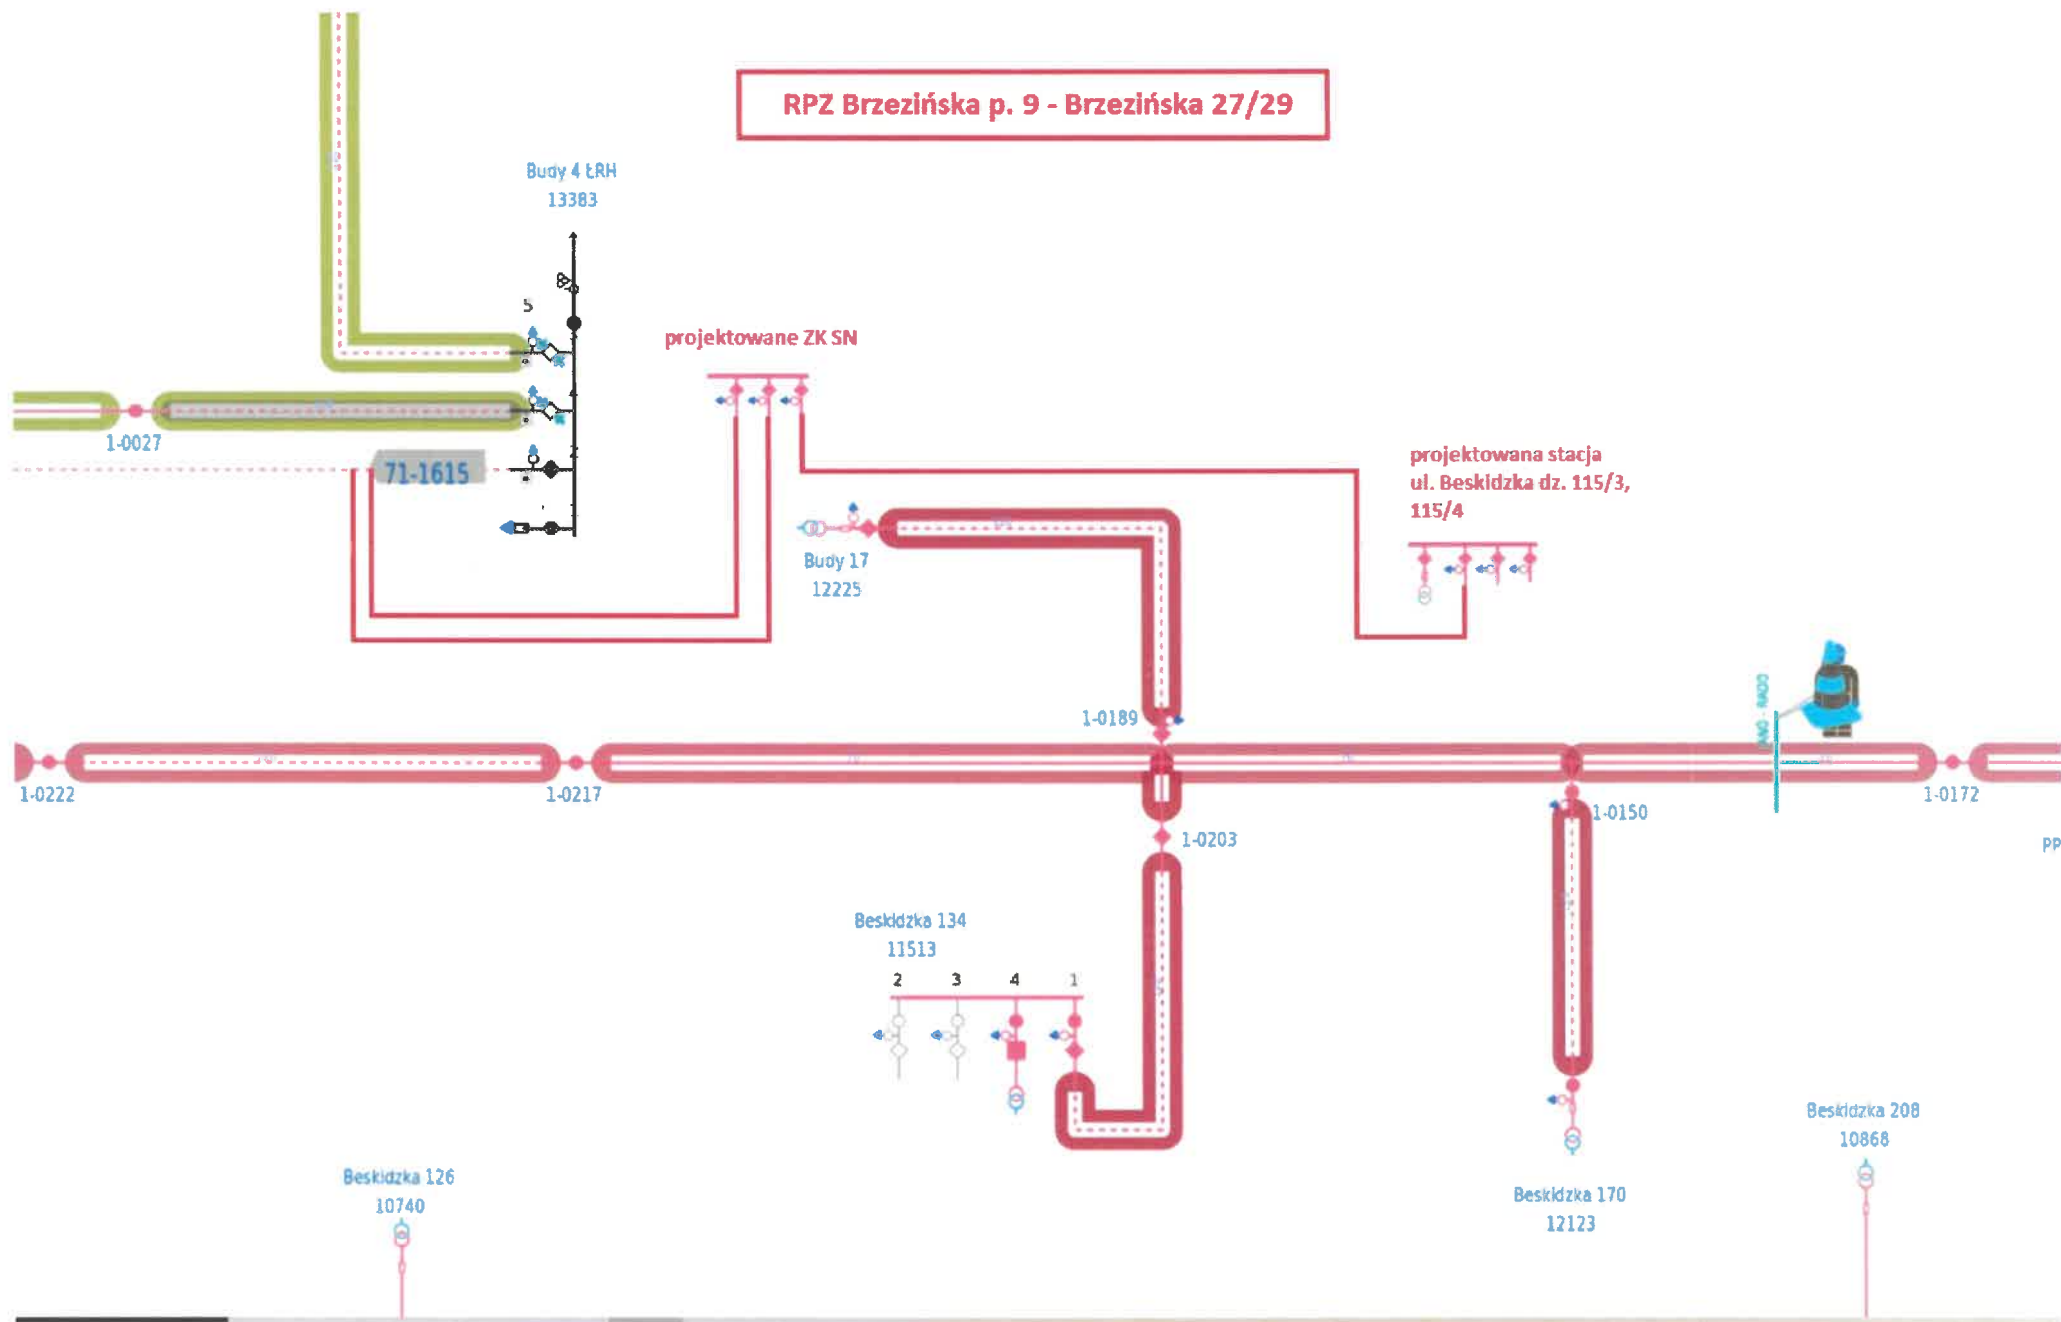 RPZ Brzezińska p. 9 - Brzezińska 27/29
Budy 4 ŁRH
13383
5
projektowane ZK SN
4
1-0027
2
71-1615
projektowana stacja
ul. Beskidzka dz. 115/3,
115/4
Budy 17
12225
1-0189
1-0222
1-0217
1-0150
1-0172
1-0203
PP
Beskidzka 134
11513
2 3 4 1
Beskidzka 126
10740
Beskidzka 170
12123
Beskidzka 208
10868